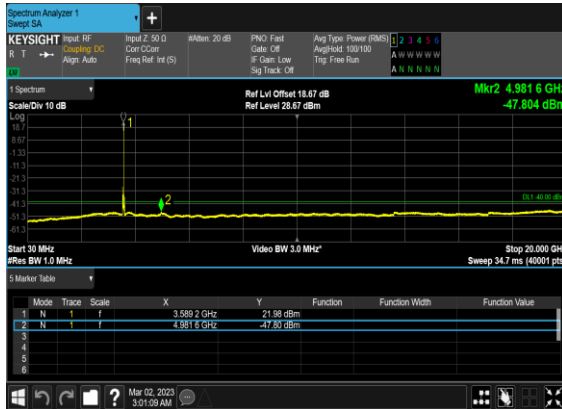 Spectrum Analyzer 1
Swept SA
+
KEYSIGHT
R T
Input: RF
Coupling: DC
Align: Auto
Input Z: 50 Ω
Corr CCorr
Freq Ref: Int (S)
#Atten: 20 dB
PNO: Fast
Gate: Off
IF Gain: Low
Sig Track: Off
Avg Type: Power (RMS)
Avg|Hold: 100/100
Trig: Free Run
1 2 3 4 5 6
A W W W W W
A N N N N N
1 Spectrum
Scale/Div 10 dB
Ref Lvl Offset 18.67 dB
Ref Level 28.67 dBm
Mkr2 4.981 6 GHz
-47.804 dBm
Log
18.7
8.67
-1.33
-11.3
-21.3
-31.3
-41.3
-51.3
-61.3
1
2
DL1 -40.00 dBm
Start 30 MHz
#Res BW 1.0 MHz
Video BW 3.0 MHz*
Stop 20.000 GHz
Sweep 34.7 ms (40001 pts)
5 Marker Table
Mode Trace Scale X Y Function Function Width Function Value
1 N 1 f 3.589 2 GHz 21.98 dBm
2 N 1 f 4.981 6 GHz -47.80 dBm
3
4
5
6
?
Mar 02, 2023
3:01:09 AM